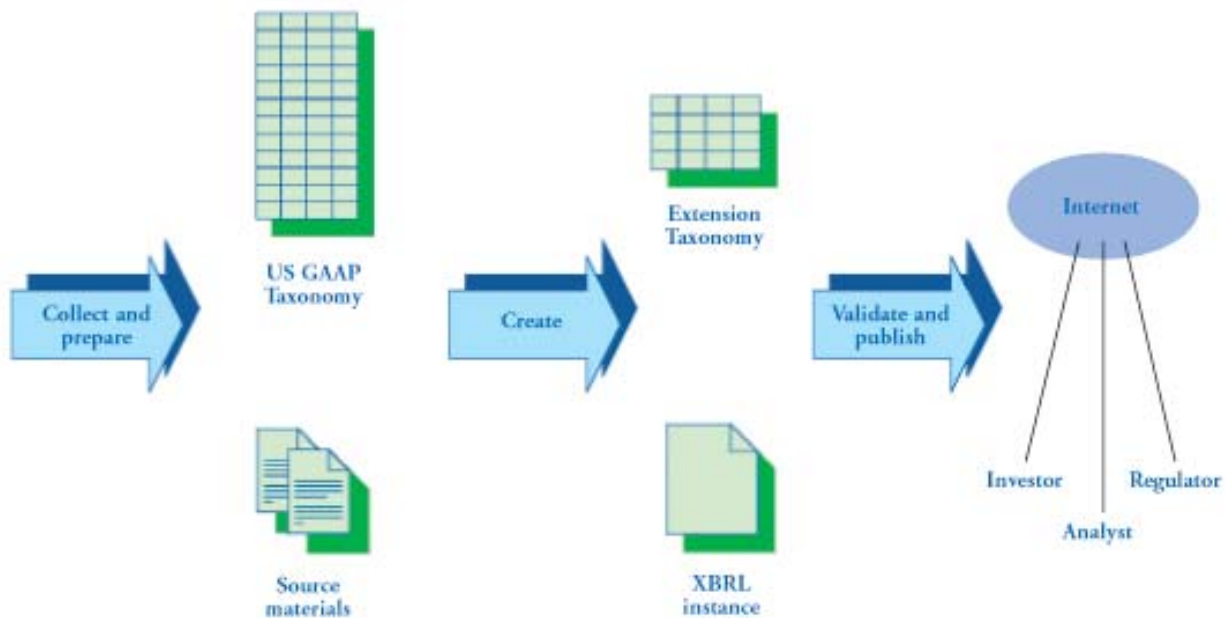 Collect and
prepare
US GAAP
Taxonomy
Source
materials
Create
Extension
Taxonomy
XBRL
instance
Validate and
publish
Internet
Investor
Analyst
Regulator